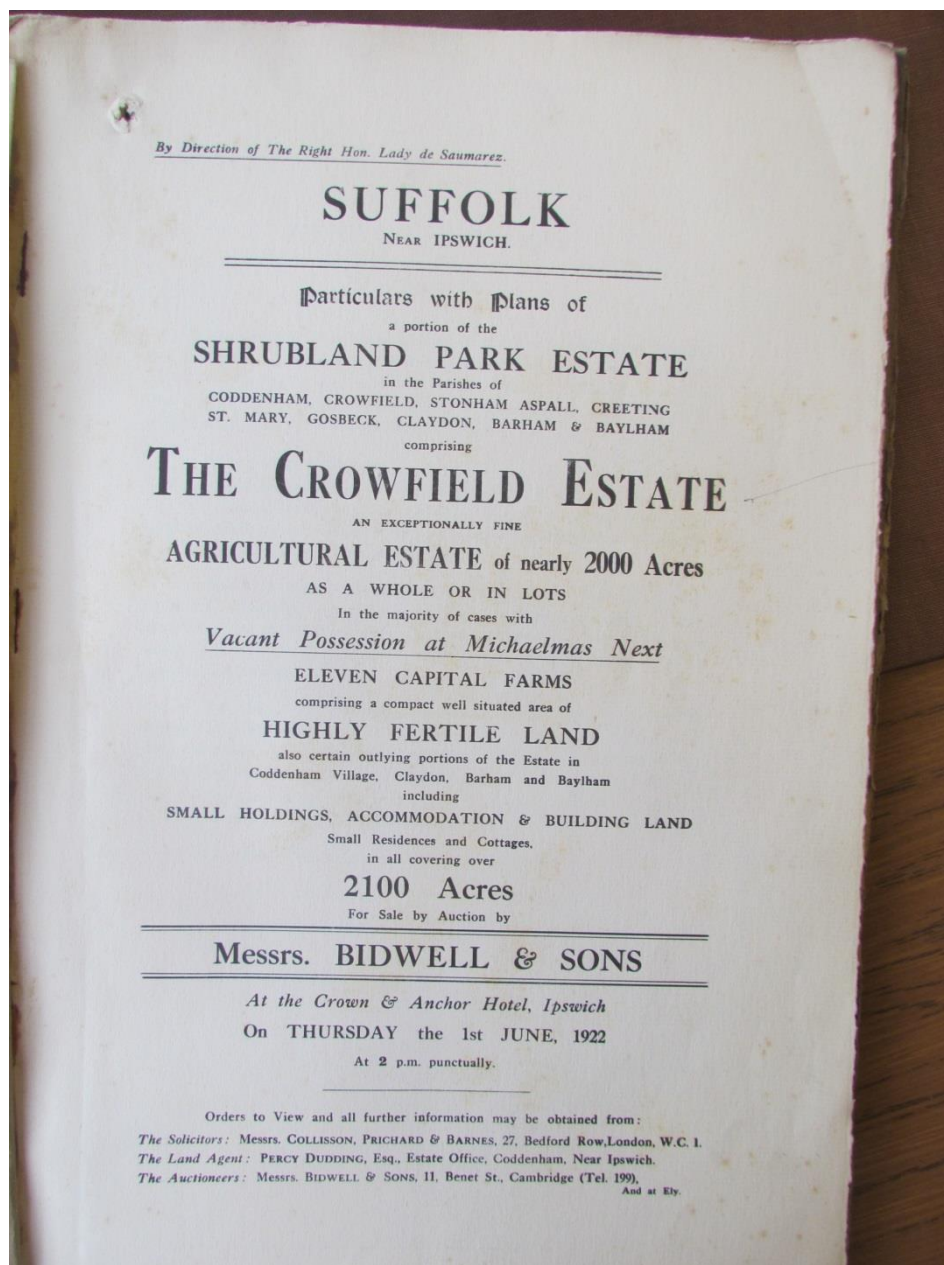 By Direction of The Right Hon. Lady de Saumarez.
SUFFOLK
NEAR IPSWICH.
Particulars with Plans of
a portion of the
SHRUBLAND PARK ESTATE
in the Parishes of
CODDENHAM, CROWFIELD, STONHAM ASPALL, CREETING
ST. MARY, GOSBECK, CLAYDON, BARHAM & BAYLHAM
comprising
THE CROWFIELD ESTATE
AN EXCEPTIONALLY FINE
AGRICULTURAL ESTATE of nearly 2000 Acres
AS A WHOLE OR IN LOTS
In the majority of cases with
Vacant Possession at Michaelmas Next
ELEVEN CAPITAL FARMS
comprising a compact well situated area of
HIGHLY FERTILE LAND
also certain outlying portions of the Estate in
Coddenham Village, Claydon, Barham and Baylham
including
SMALL HOLDINGS, ACCOMMODATION & BUILDING LAND
Small Residences and Cottages,
in all covering over
2100 Acres
For Sale by Auction by
Messrs. BIDWELL & SONS
At the Crown & Anchor Hotel, Ipswich
On THURSDAY the 1st JUNE, 1922
At 2 p.m. punctually.
Orders to View and all further information may be obtained from:
The Solicitors: Messrs. COLLISSON, PRICHARD & BARNES, 27, Bedford Row,London, W.C. 1.
The Land Agent: PERCY DUDDING, Esq., Estate Office, Coddenham, Near Ipswich.
The Auctioneers: Messrs. BIDWELL & SONS, 11, Benet St., Cambridge (Tel. 199),
And at Ely.